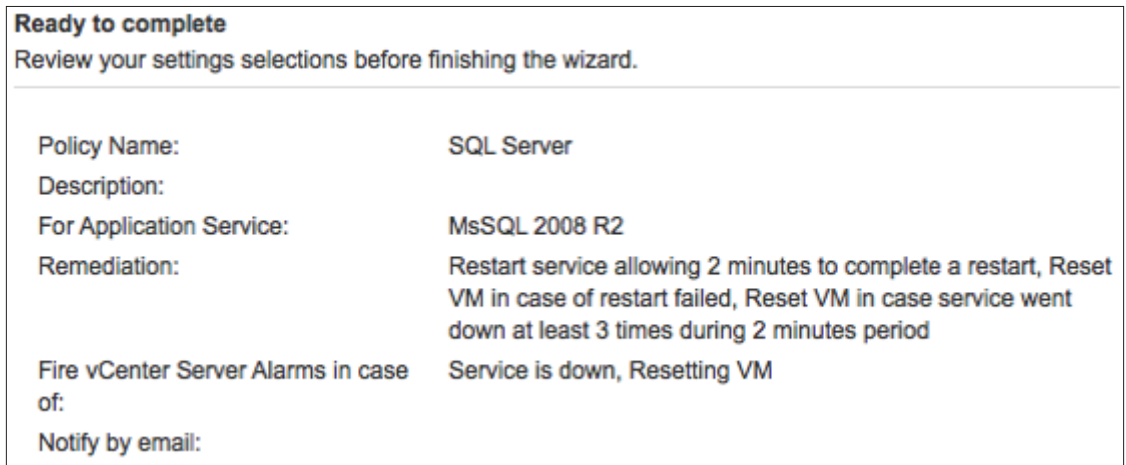 Ready to complete
Review your settings selections before finishing the wizard.
Policy Name: SQL Server
Description:
For Application Service: MsSQL 2008 R2
Remediation: Restart service allowing 2 minutes to complete a restart, Reset
VM in case of restart failed, Reset VM in case service went
down at least 3 times during 2 minutes period
Fire vCenter Server Alarms in case Service is down, Resetting VM
of:
Notify by email: